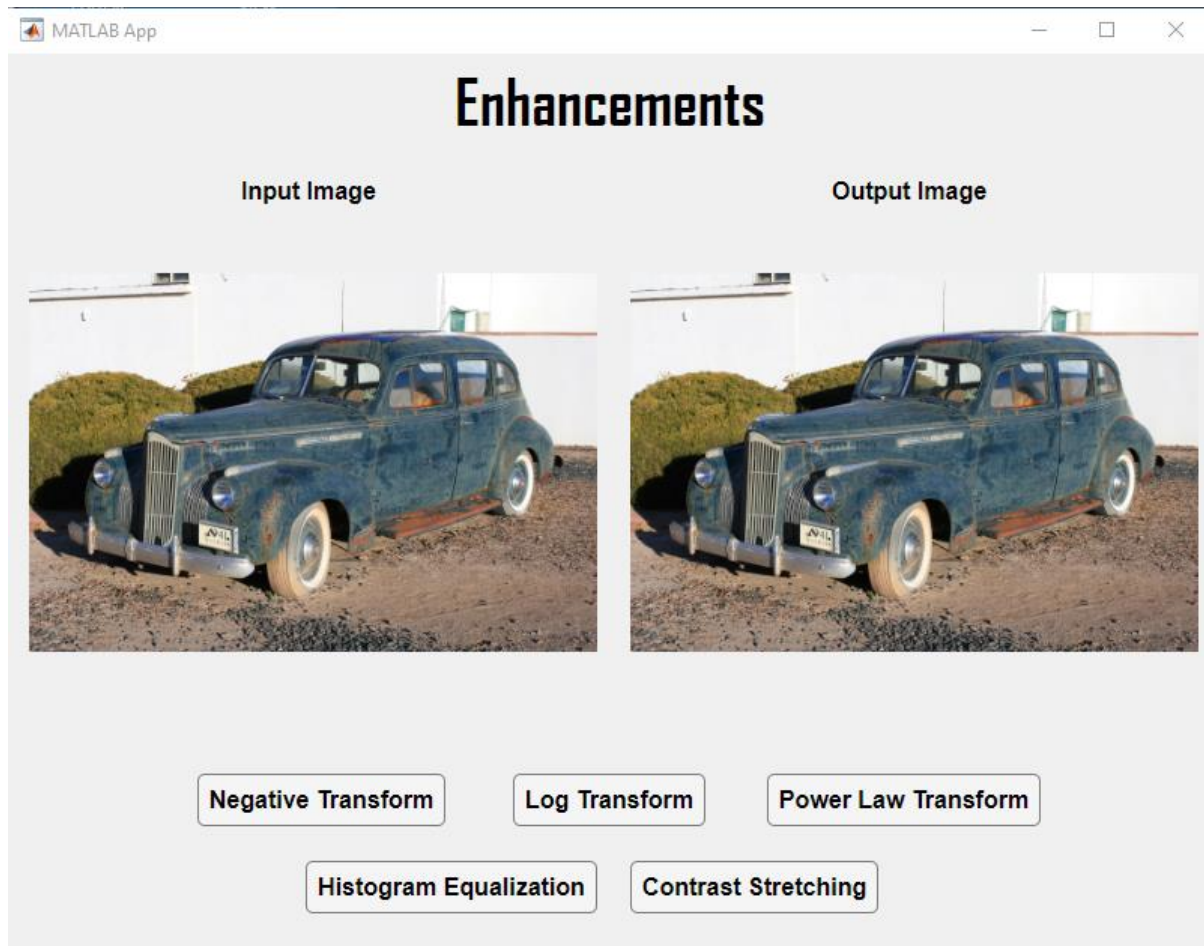 MATLAB App
Enhancements
Input Image
Output Image
Negative Transform
Log Transform
Power Law Transform
Histogram Equalization
Contrast Stretching